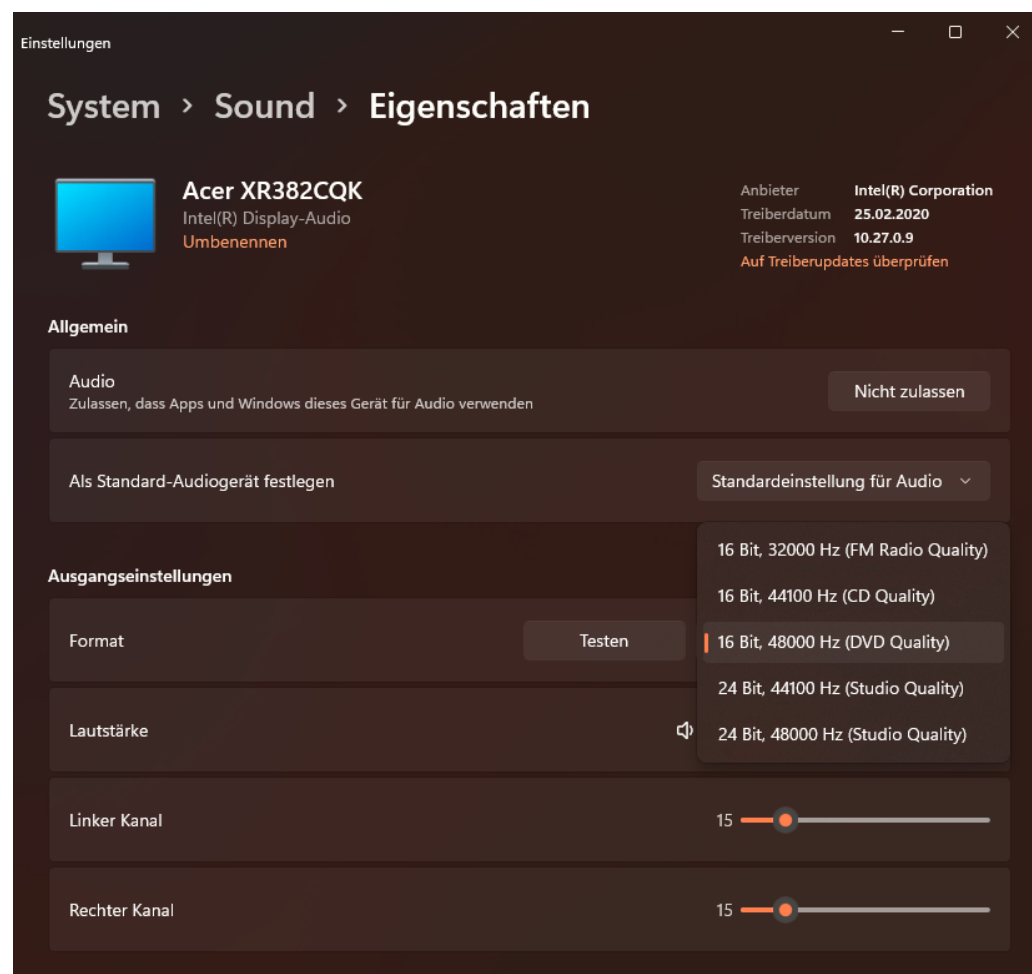 Einstellungen
System > Sound > Eigenschaften
Acer XR382CQK
Intel(R) Display-Audio
Umbenennen
Anbieter Intel(R) Corporation
Treiberdatum 25.02.2020
Treiberversion 10.27.0.9
Auf Treiberupdates überprüfen
Allgemein
Audio
Zulassen, dass Apps und Windows dieses Gerät für Audio verwenden
Nicht zulassen
Als Standard-Audiogerät festlegen
Standardeinstellung für Audio
Ausgangseinstellungen
Format
Testen
16 Bit, 32000 Hz (FM Radio Quality)
16 Bit, 44100 Hz (CD Quality)
16 Bit, 48000 Hz (DVD Quality)
24 Bit, 44100 Hz (Studio Quality)
24 Bit, 48000 Hz (Studio Quality)
Lautstärke
Linker Kanal
15
Rechter Kanal
15